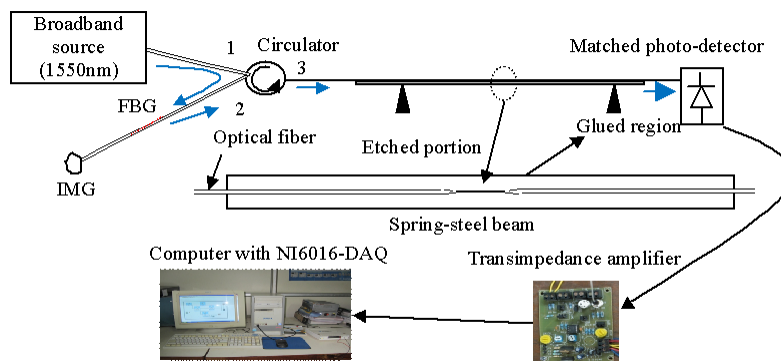 Broadband
source
(1550nm)
1
Circulator
3
Matched photo-detector
FBG
2
Optical fiber
Etched portion
Glued region
IMG
Spring-steel beam
Computer with NI6016-DAQ
Transimpedance amplifier